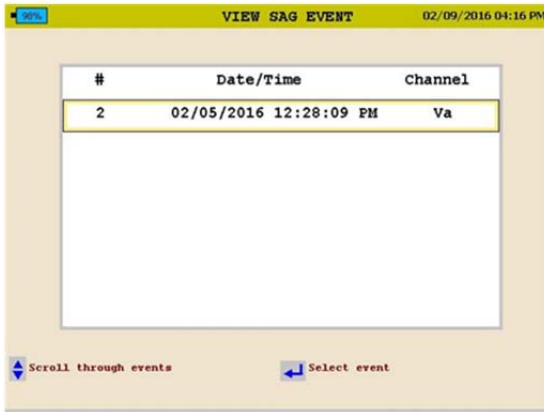 98% VIEW SAG EVENT 02/09/2016 04:16 PM
# Date/Time Channel
2 02/05/2016 12:28:09 PM Va
Scroll through events Select event